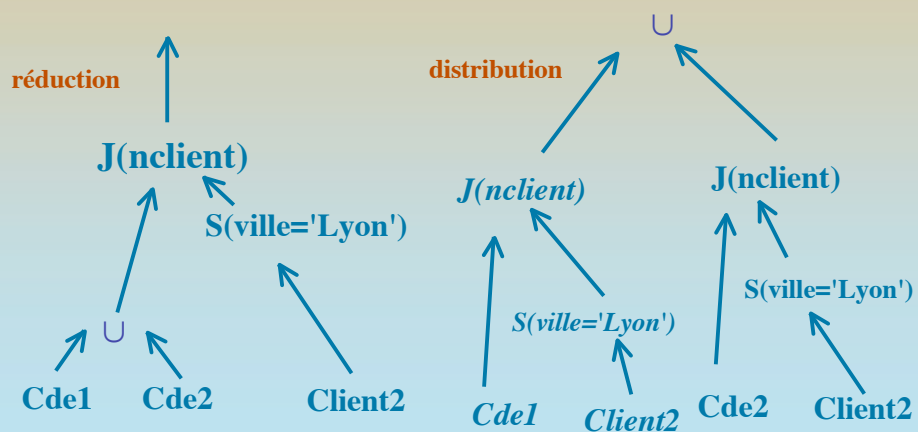 réduction
J(nclient)
S(ville='Lyon')
∪
Cde1
Cde2
Client2
∪
distribution
J(nclient)
J(nclient)
S(ville='Lyon')
S(ville='Lyon')
Cde1
Client2
Cde2
Client2